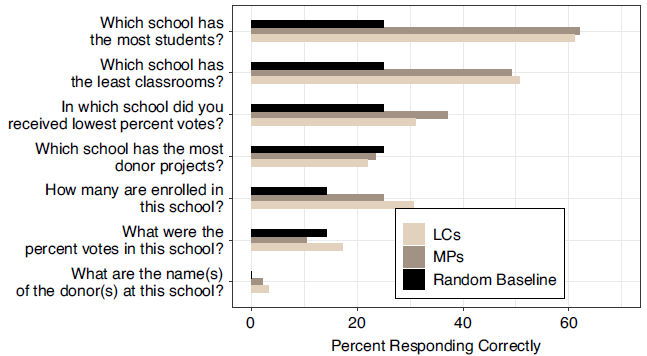 Which school has
the most students?
Which school has
the least classrooms?
In which school did you
received lowest percent votes?
Which school has the most
donor projects?
How many are enrolled in
this school?
What were the
percent votes in this school?
What are the name(s)
of the donor(s) at this school?
LCs
MPs
Random Baseline
0 20 40 60
Percent Responding Correctly